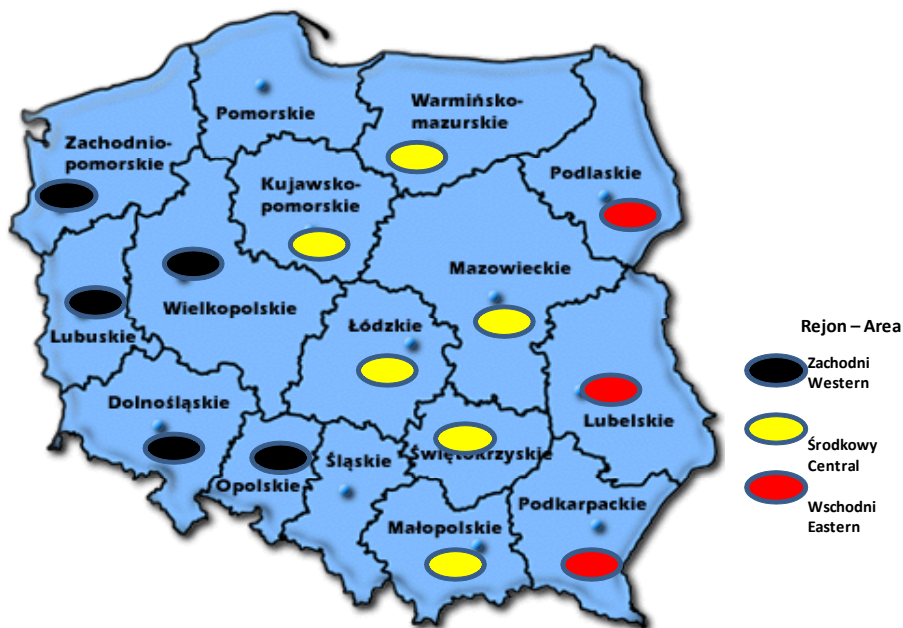 Pomorskie
Warmińsko-
mazurskie
Zachodnio-
pomorskie
Podlaskie
Kujawsko-
pomorskie
Mazowieckie
Wielkopolskie
Łódzkie
Lubuskie
Dolnośląskie
Lubelskie
Opolskie
Śląskie
Świętokrzyskie
Małopolskie
Podkarpackie
Rejon – Area
Zachodni
Western
Środkowy
Central
Wschodni
Eastern